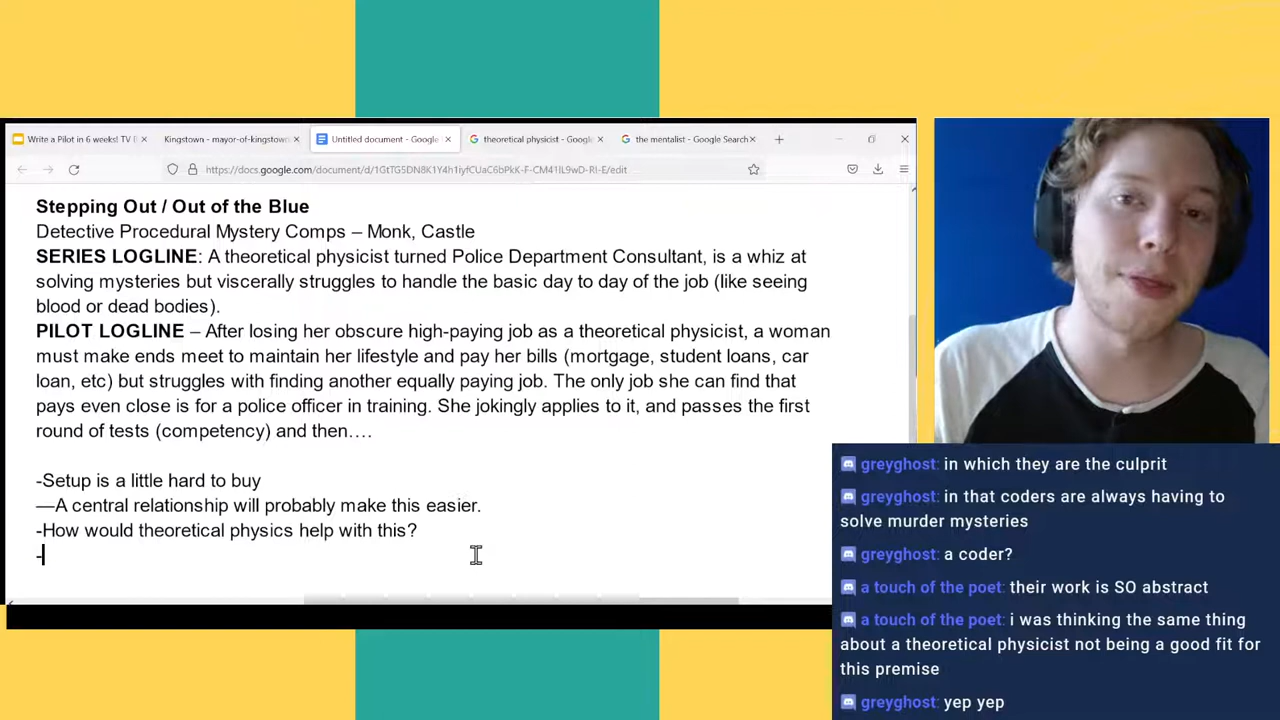 Write a Pilot in 6 weeks! TV
Kingstown - mayor-of-kingstown
Untitled document - Google
theoretical physicist - Google
the mentalist - Google Search
https://docs.google.com/document/d/1GtTG5DN8K1Y4h1iyfCUaC6bPkK-F-CM41lL9wD-RI-E/edit
Stepping Out / Out of the Blue
Detective Procedural Mystery Comps – Monk, Castle
SERIES LOGLINE: A theoretical physicist turned Police Department Consultant, is a whiz at
solving mysteries but viscerally struggles to handle the basic day to day of the job (like seeing
blood or dead bodies).
PILOT LOGLINE – After losing her obscure high-paying job as a theoretical physicist, a woman
must make ends meet to maintain her lifestyle and pay her bills (mortgage, student loans, car
loan, etc) but struggles with finding another equally paying job. The only job she can find that
pays even close is for a police officer in training. She jokingly applies to it, and passes the first
round of tests (competency) and then….
-Setup is a little hard to buy
—A central relationship will probably make this easier.
-How would theoretical physics help with this?
-
greyghost: in which they are the culprit
greyghost: in that coders are always having to
solve murder mysteries
greyghost: a coder?
a touch of the poet: their work is SO abstract
a touch of the poet: i was thinking the same thing
about a theoretical physicist not being a good fit for
this premise
greyghost: yep yep